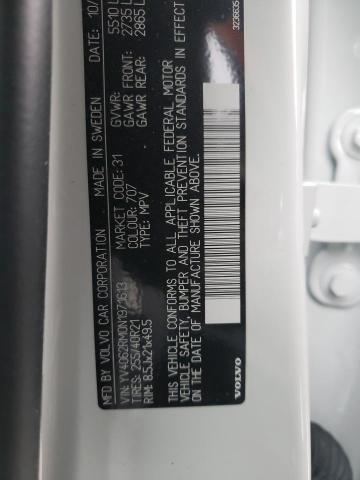 MFD BY VOLVO CAR CORPORATION MADE IN SWEDEN DATE: 10/
GVWR: 5510 L
GAWR FRONT: 2735 L
GAWR REAR: 2865 L
MARKET CODE: 31
COLOUR: 707
TYPE: MPV
TIRES: 255/40R21
RIM: 8.5Jx21x49.5
THIS VEHICLE CONFORMS TO ALL APPLICABLE FEDERAL MOTOR
VEHICLE SAFETY, BUMPER AND THEFT PREVENTION STANDARDS IN EFFECT
ON THE DATE OF MANUFACTURE SHOWN ABOVE.
3236635
VOLVO